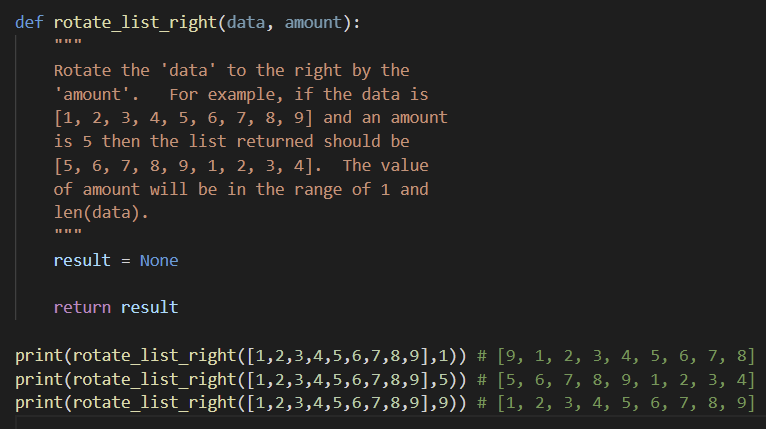 def rotate_list_right(data, amount):
    """
    Rotate the 'data' to the right by the
    'amount'.   For example, if the data is
    [1, 2, 3, 4, 5, 6, 7, 8, 9] and an amount
    is 5 then the list returned should be
    [5, 6, 7, 8, 9, 1, 2, 3, 4].  The value
    of amount will be in the range of 1 and
    len(data).
    """
    result = None

    return result

print(rotate_list_right([1,2,3,4,5,6,7,8,9],1)) # [9, 1, 2, 3, 4, 5, 6, 7, 8]
print(rotate_list_right([1,2,3,4,5,6,7,8,9],5)) # [5, 6, 7, 8, 9, 1, 2, 3, 4]
print(rotate_list_right([1,2,3,4,5,6,7,8,9],9)) # [1, 2, 3, 4, 5, 6, 7, 8, 9]